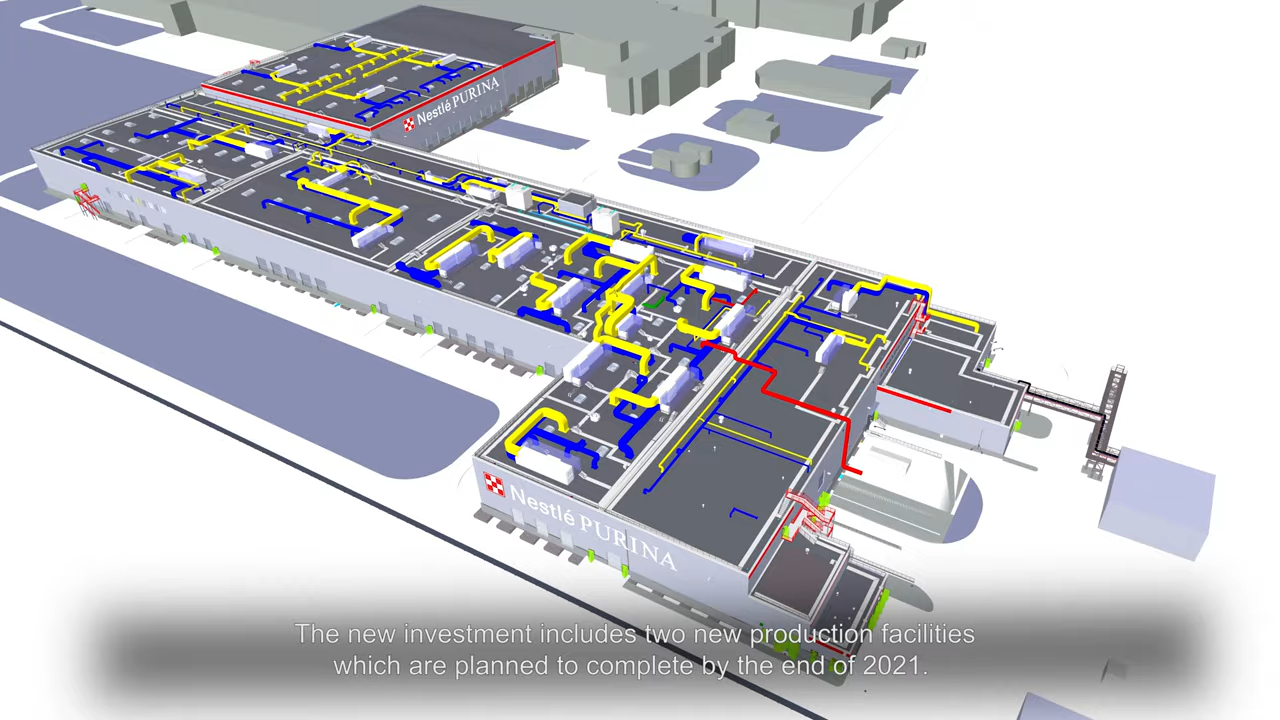 Nestlé PURINA
Nestlé PURINA
The new investment includes two new production facilities
which are planned to complete by the end of 2021.